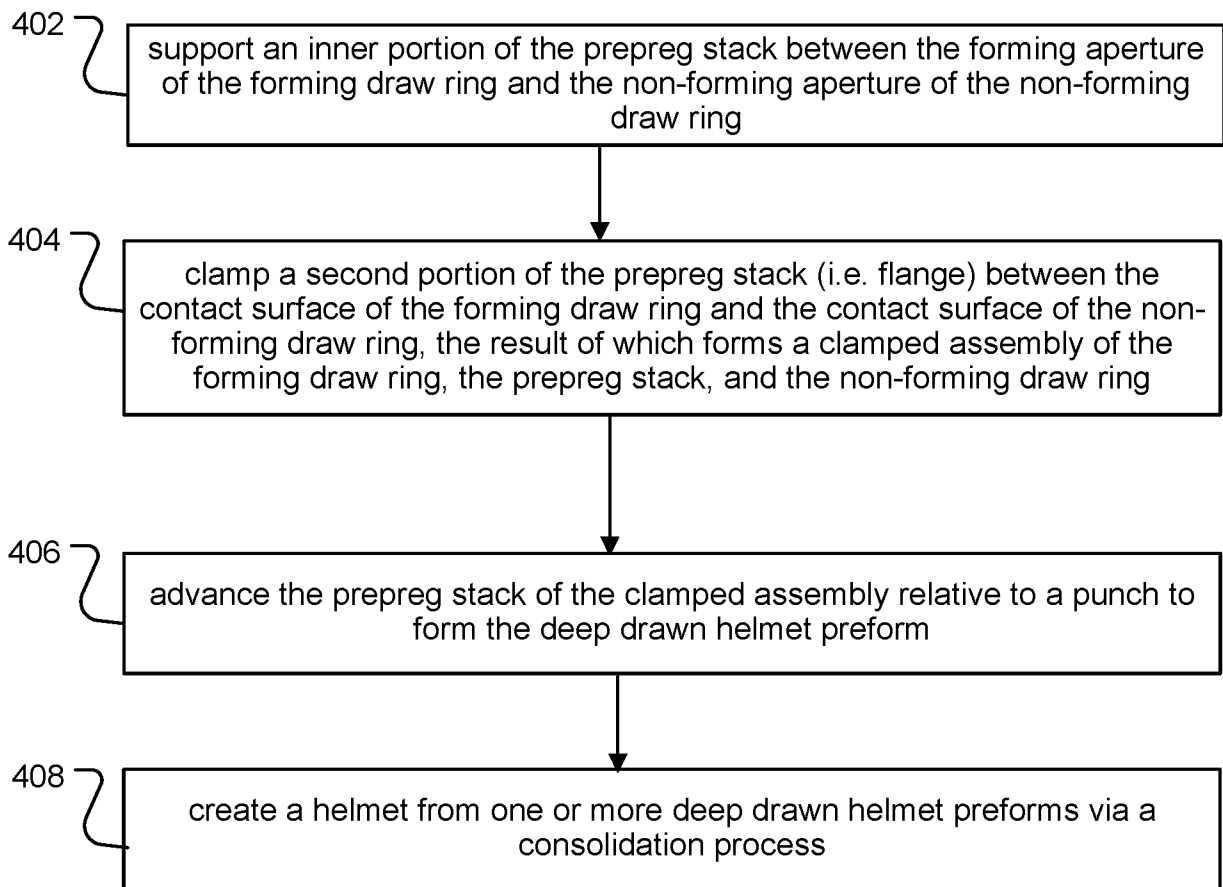 402
support an inner portion of the prepreg stack between the forming aperture
of the forming draw ring and the non-forming aperture of the non-forming
draw ring
404
clamp a second portion of the prepreg stack (i.e. flange) between the
contact surface of the forming draw ring and the contact surface of the non-
forming draw ring, the result of which forms a clamped assembly of the
forming draw ring, the prepreg stack, and the non-forming draw ring
406
advance the prepreg stack of the clamped assembly relative to a punch to
form the deep drawn helmet preform
408
create a helmet from one or more deep drawn helmet preforms via a
consolidation process